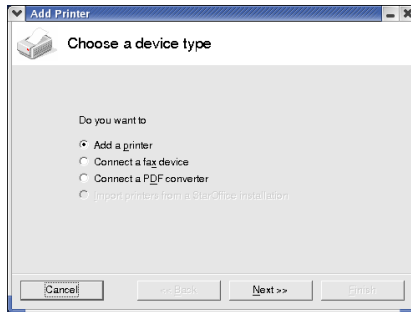 Add Printer
Choose a device type
Do you want to
Add a printer
Connect a fax device
Connect a PDF converter
Import printers from a StarOffice installation
Cancel
<< Back
Next >>
Finish